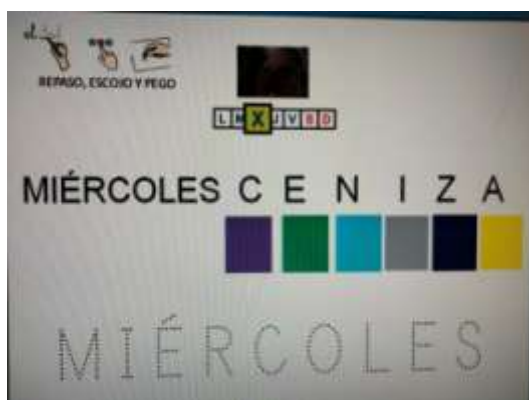 REPASO, ESCOJO Y PEGO
L M X J V S D
MIÉRCOLES C E N I Z A
MIÉRCOLES